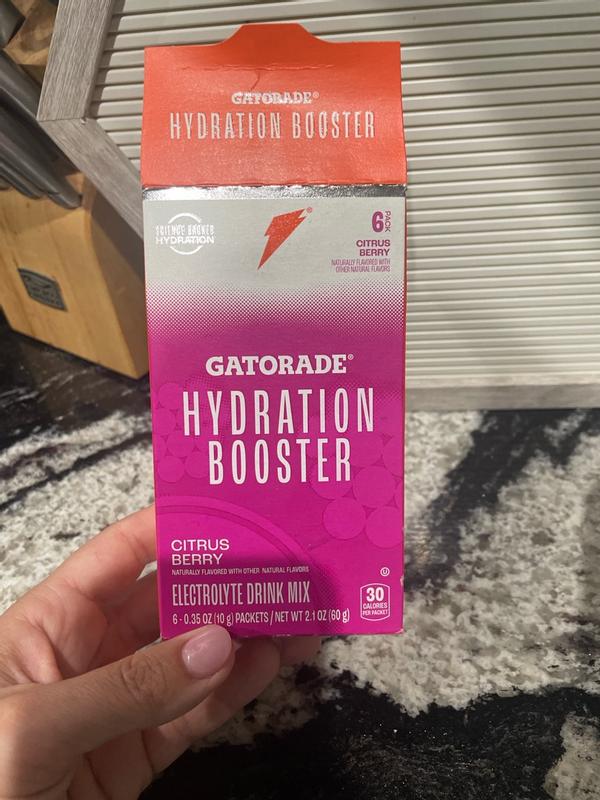 GATORADE®
HYDRATION BOOSTER
SCIENCE BACKED
HYDRATION
®
6 PACK
CITRUS
BERRY
NATURALLY FLAVORED WITH
OTHER NATURAL FLAVORS
GATORADE®
HYDRATION
BOOSTER
CITRUS
BERRY
NATURALLY FLAVORED WITH OTHER NATURAL FLAVORS
ELECTROLYTE DRINK MIX
6 - 0.35 OZ (10 g) PACKETS / NET WT 2.1 OZ (60 g)
U
30
CALORIES
PER PACKET